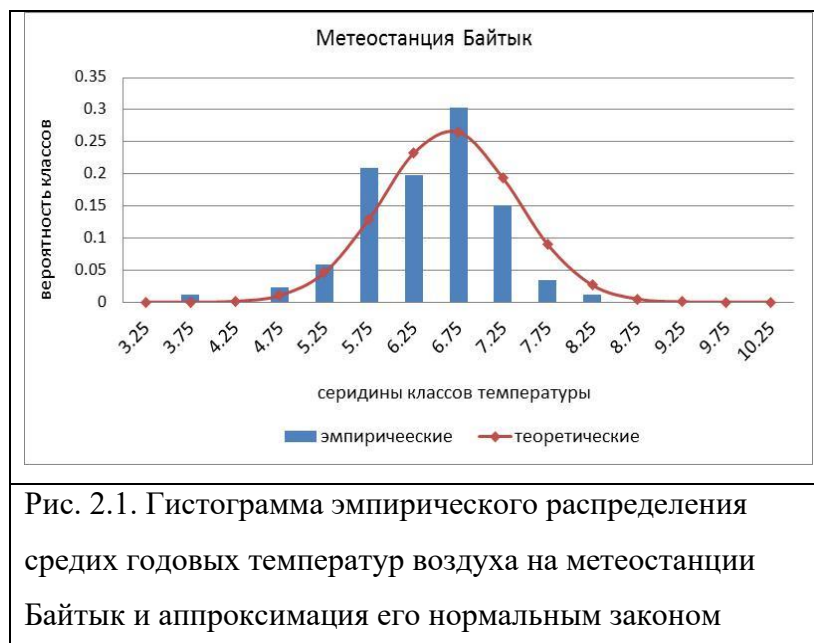 Метеостанция Байтык
0.35
0.3
0.25
0.2
0.15
0.1
0.05
0
вероятность классов
3.25 3.75 4.25 4.75 5.25 5.75 6.25 6.75 7.25 7.75 8.25 8.75 9.25 9.75 10.25
серидины классов температуры
эмпиричееские теоретические
Рис. 2.1. Гистограмма эмпирического распределения
средих годовых температур воздуха на метеостанции
Байтык и аппроксимация его нормальным законом